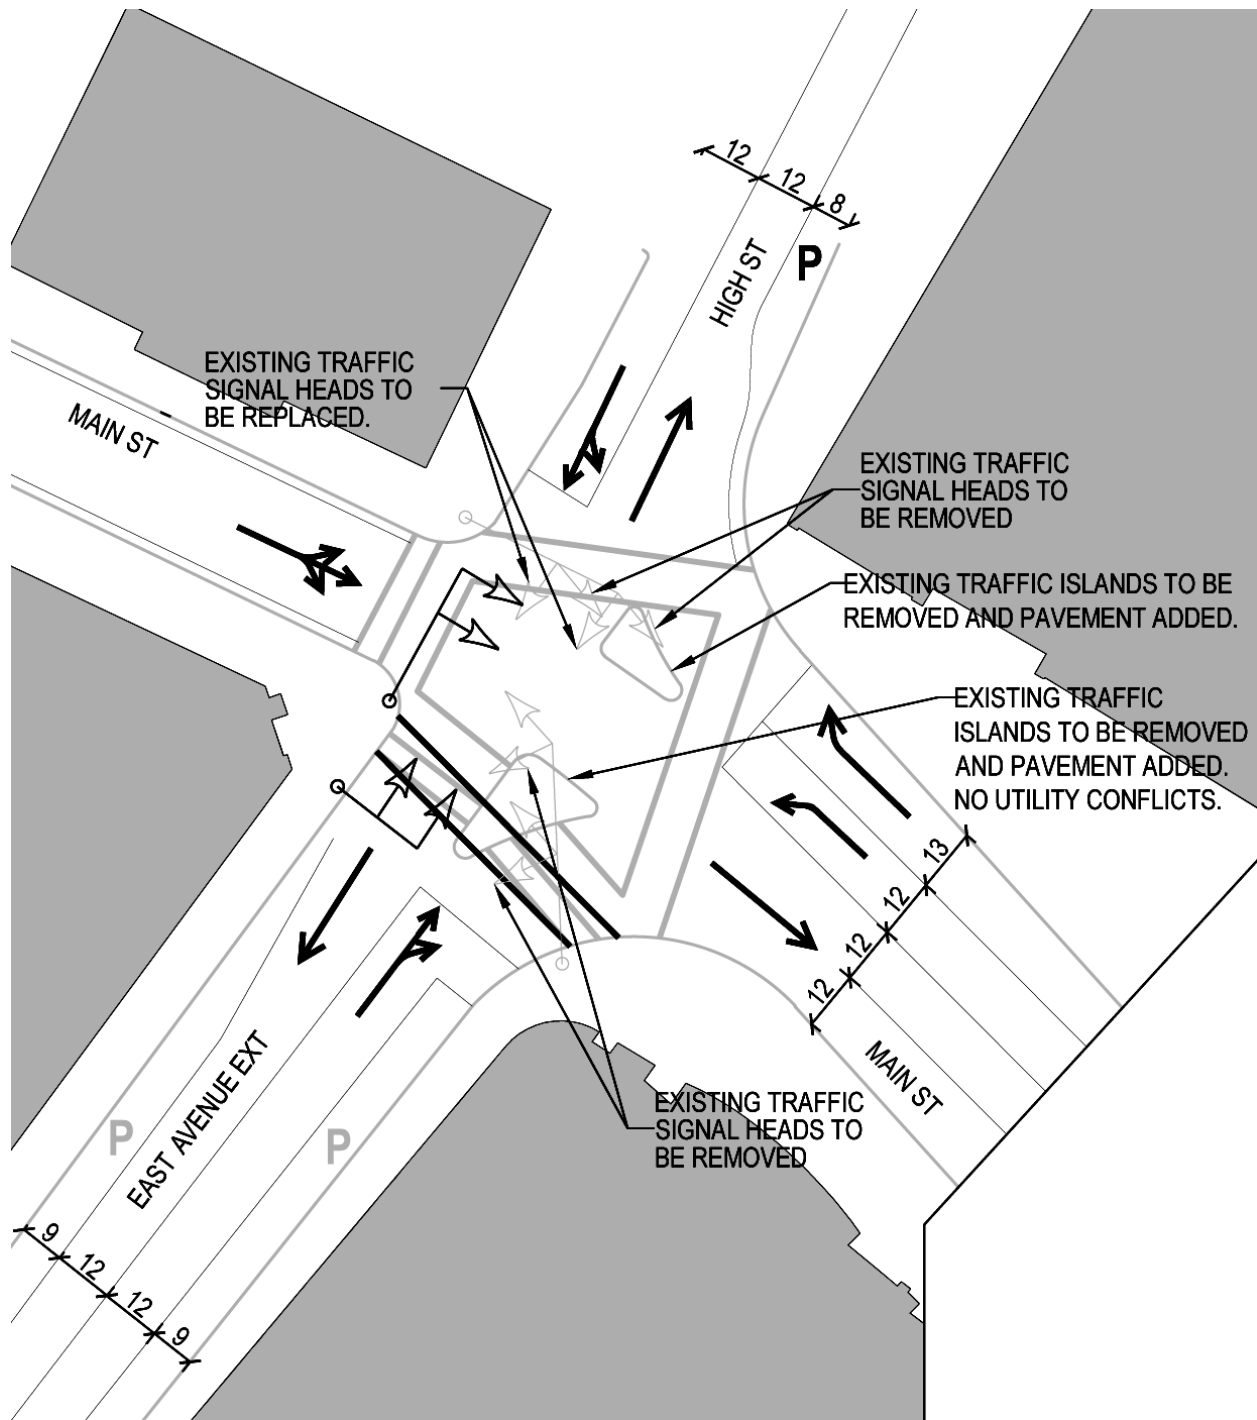 12
12
8
P
HIGH ST
EXISTING TRAFFIC
SIGNAL HEADS TO
BE REPLACED.
MAIN ST
EXISTING TRAFFIC
SIGNAL HEADS TO
BE REMOVED
EXISTING TRAFFIC ISLANDS TO BE
REMOVED AND PAVEMENT ADDED.
EXISTING TRAFFIC
ISLANDS TO BE REMOVED
AND PAVEMENT ADDED.
NO UTILITY CONFLICTS.
13
12
12
12
MAIN ST
EXISTING TRAFFIC
SIGNAL HEADS TO
BE REMOVED
EAST AVENUE EXT
P
P
9
12
12
9